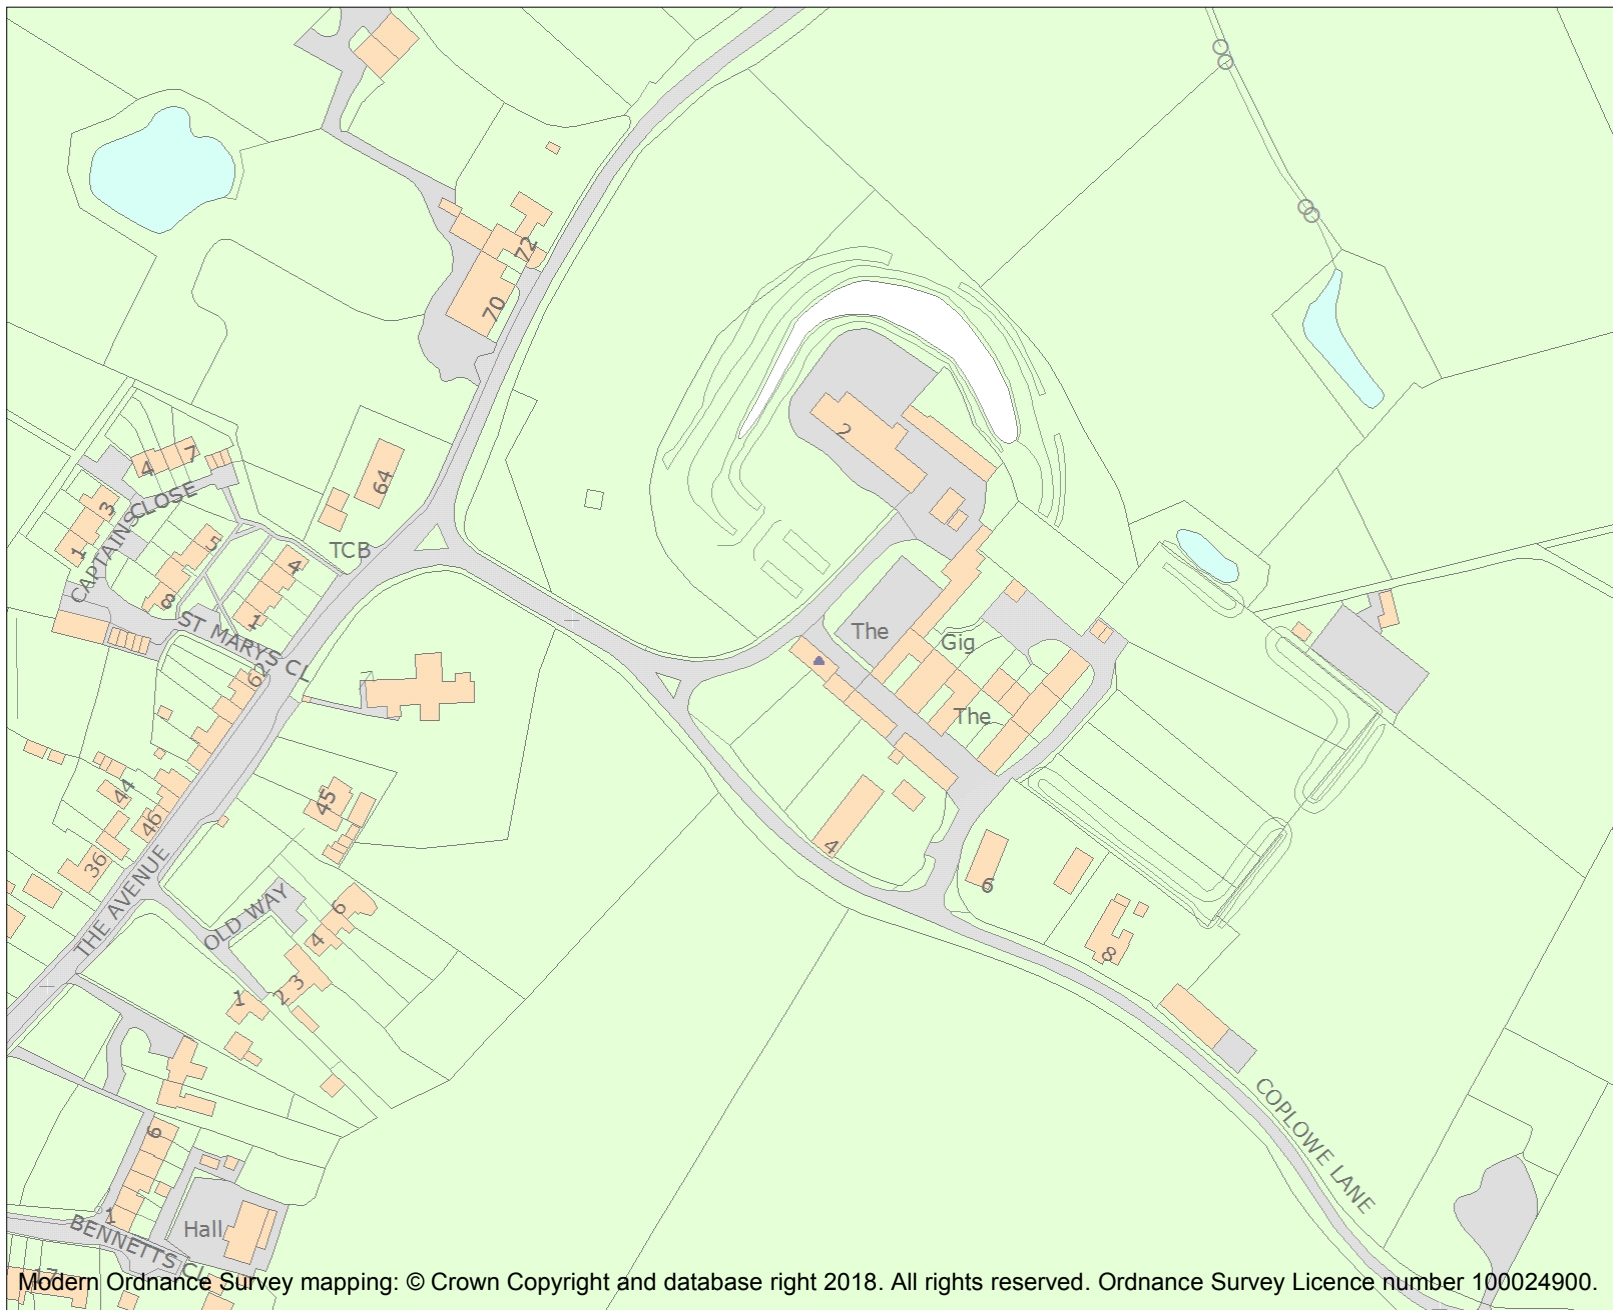 72
70
2
64
4 7
CAPTAINS CLOSE
3
1
5
8
4
1
TCB
ST MARYS CL
62
The
Gig
The
44
46
45
36
4
6
THE AVENUE
OLD WAY
6
4
3
2
1
8
COPLOWE LANE
6
1
Hall
BENNETTS CL
17
Modern Ordnance Survey mapping: © Crown Copyright and database right 2018. All rights reserved. Ordnance Survey Licence number 100024900.